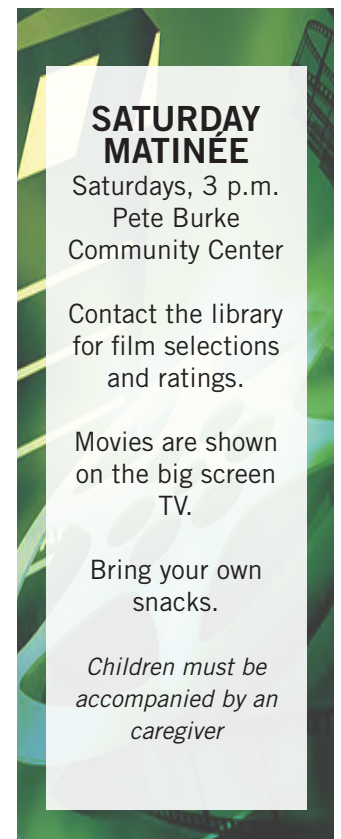 SATURDAY
MATINÉE
Saturdays, 3 p.m.
Pete Burke
Community Center
Contact the library
for film selections
and ratings.
Movies are shown
on the big screen
TV.
Bring your own
snacks.
Children must be
accompanied by an
caregiver